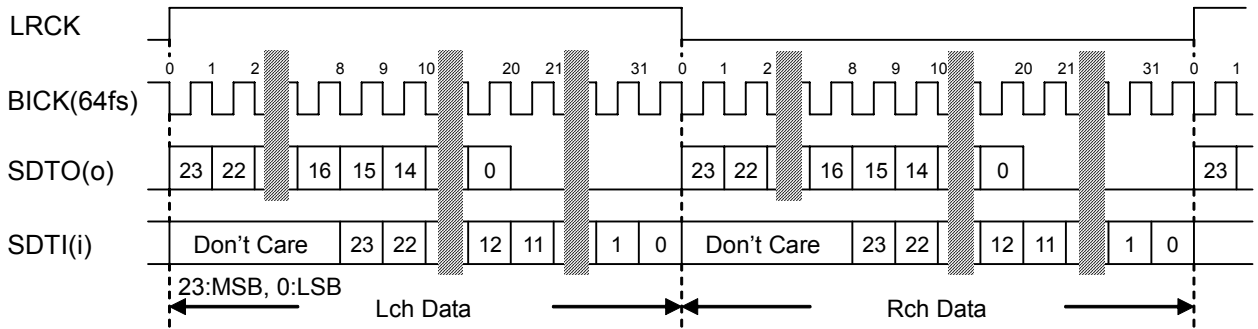 LRCK
0 1 2 8 9 10 20 21 31 0 1 2 8 9 10 20 21 31 0 1
BICK(64fs)
SDTO(o) 23 22 16 15 14 0 23 22 16 15 14 0 23
SDTI(i) Don't Care 23 22 12 11 1 0 Don't Care 23 22 12 11 1 0
23:MSB, 0:LSB
Lch Data Rch Data